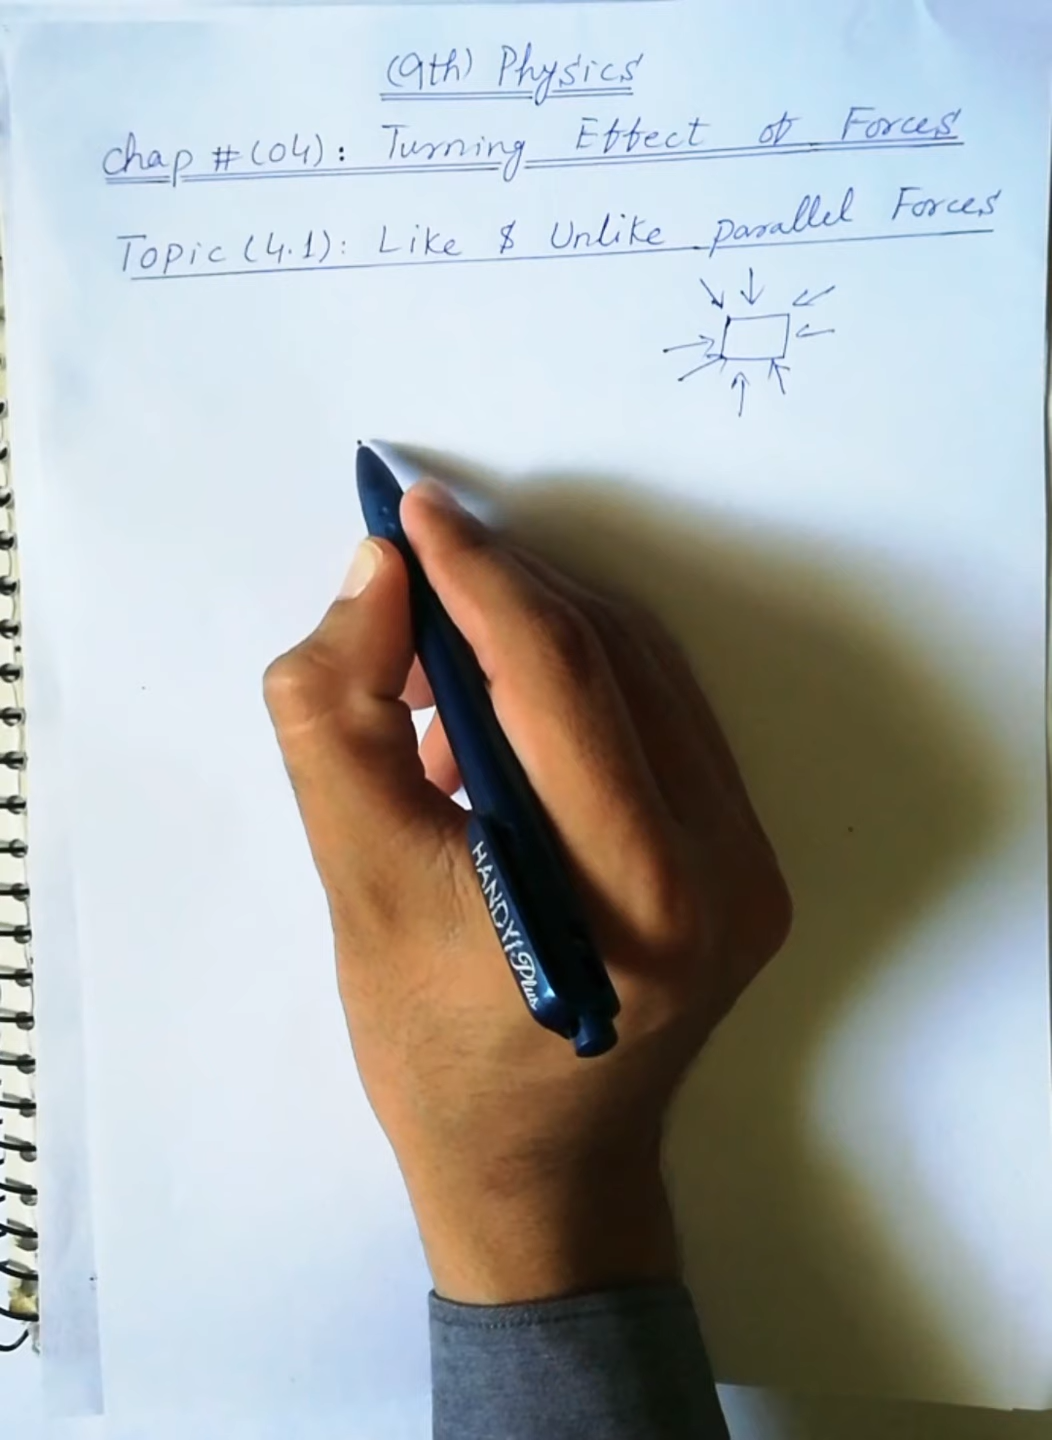 (9th) Physics
Chap # (04): Turning Effect of Forces
Topic (4.1): Like & Unlike parallel Forces
HANDY! Plus